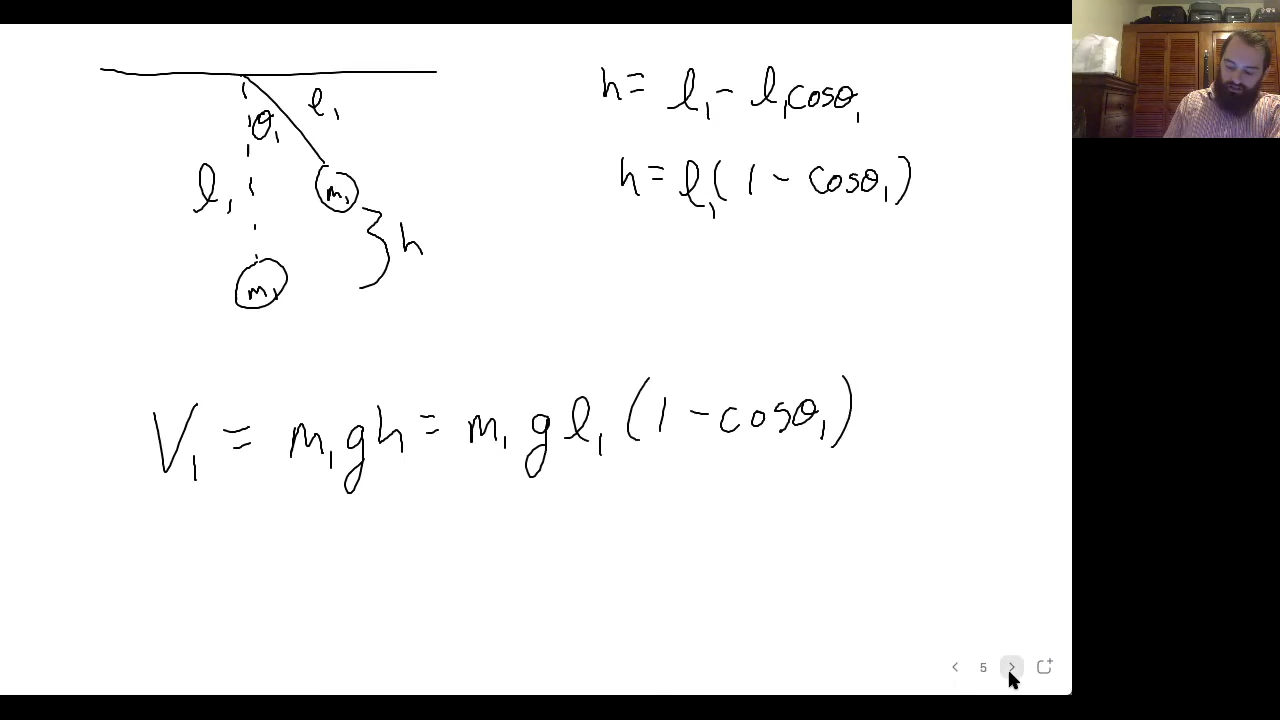 h = l₁ - l₁cosθ₁
θ₁
l₁
h = l₁(1 - cosθ₁)
l₁
m₁
h
m₁
V₁ = m₁gh = m₁gl₁(1 - cosθ₁)
< 5 >